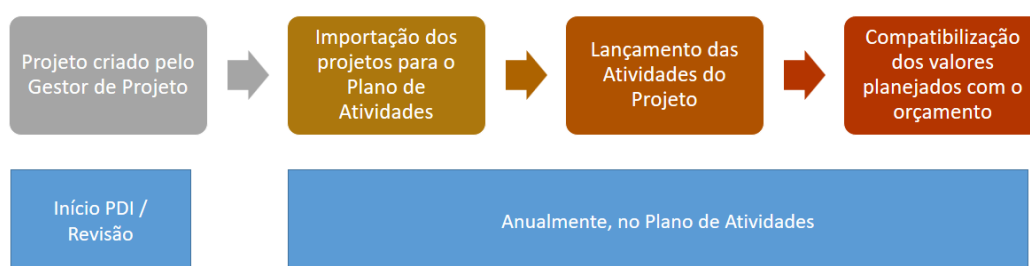 Projeto criado pelo
Gestor de Projeto
Importação dos
projetos para o
Plano de
Atividades
Lançamento das
Atividades do
Projeto
Compatibilização
dos valores
planejados com o
orçamento
Início PDI /
Revisão
Anualmente, no Plano de Atividades